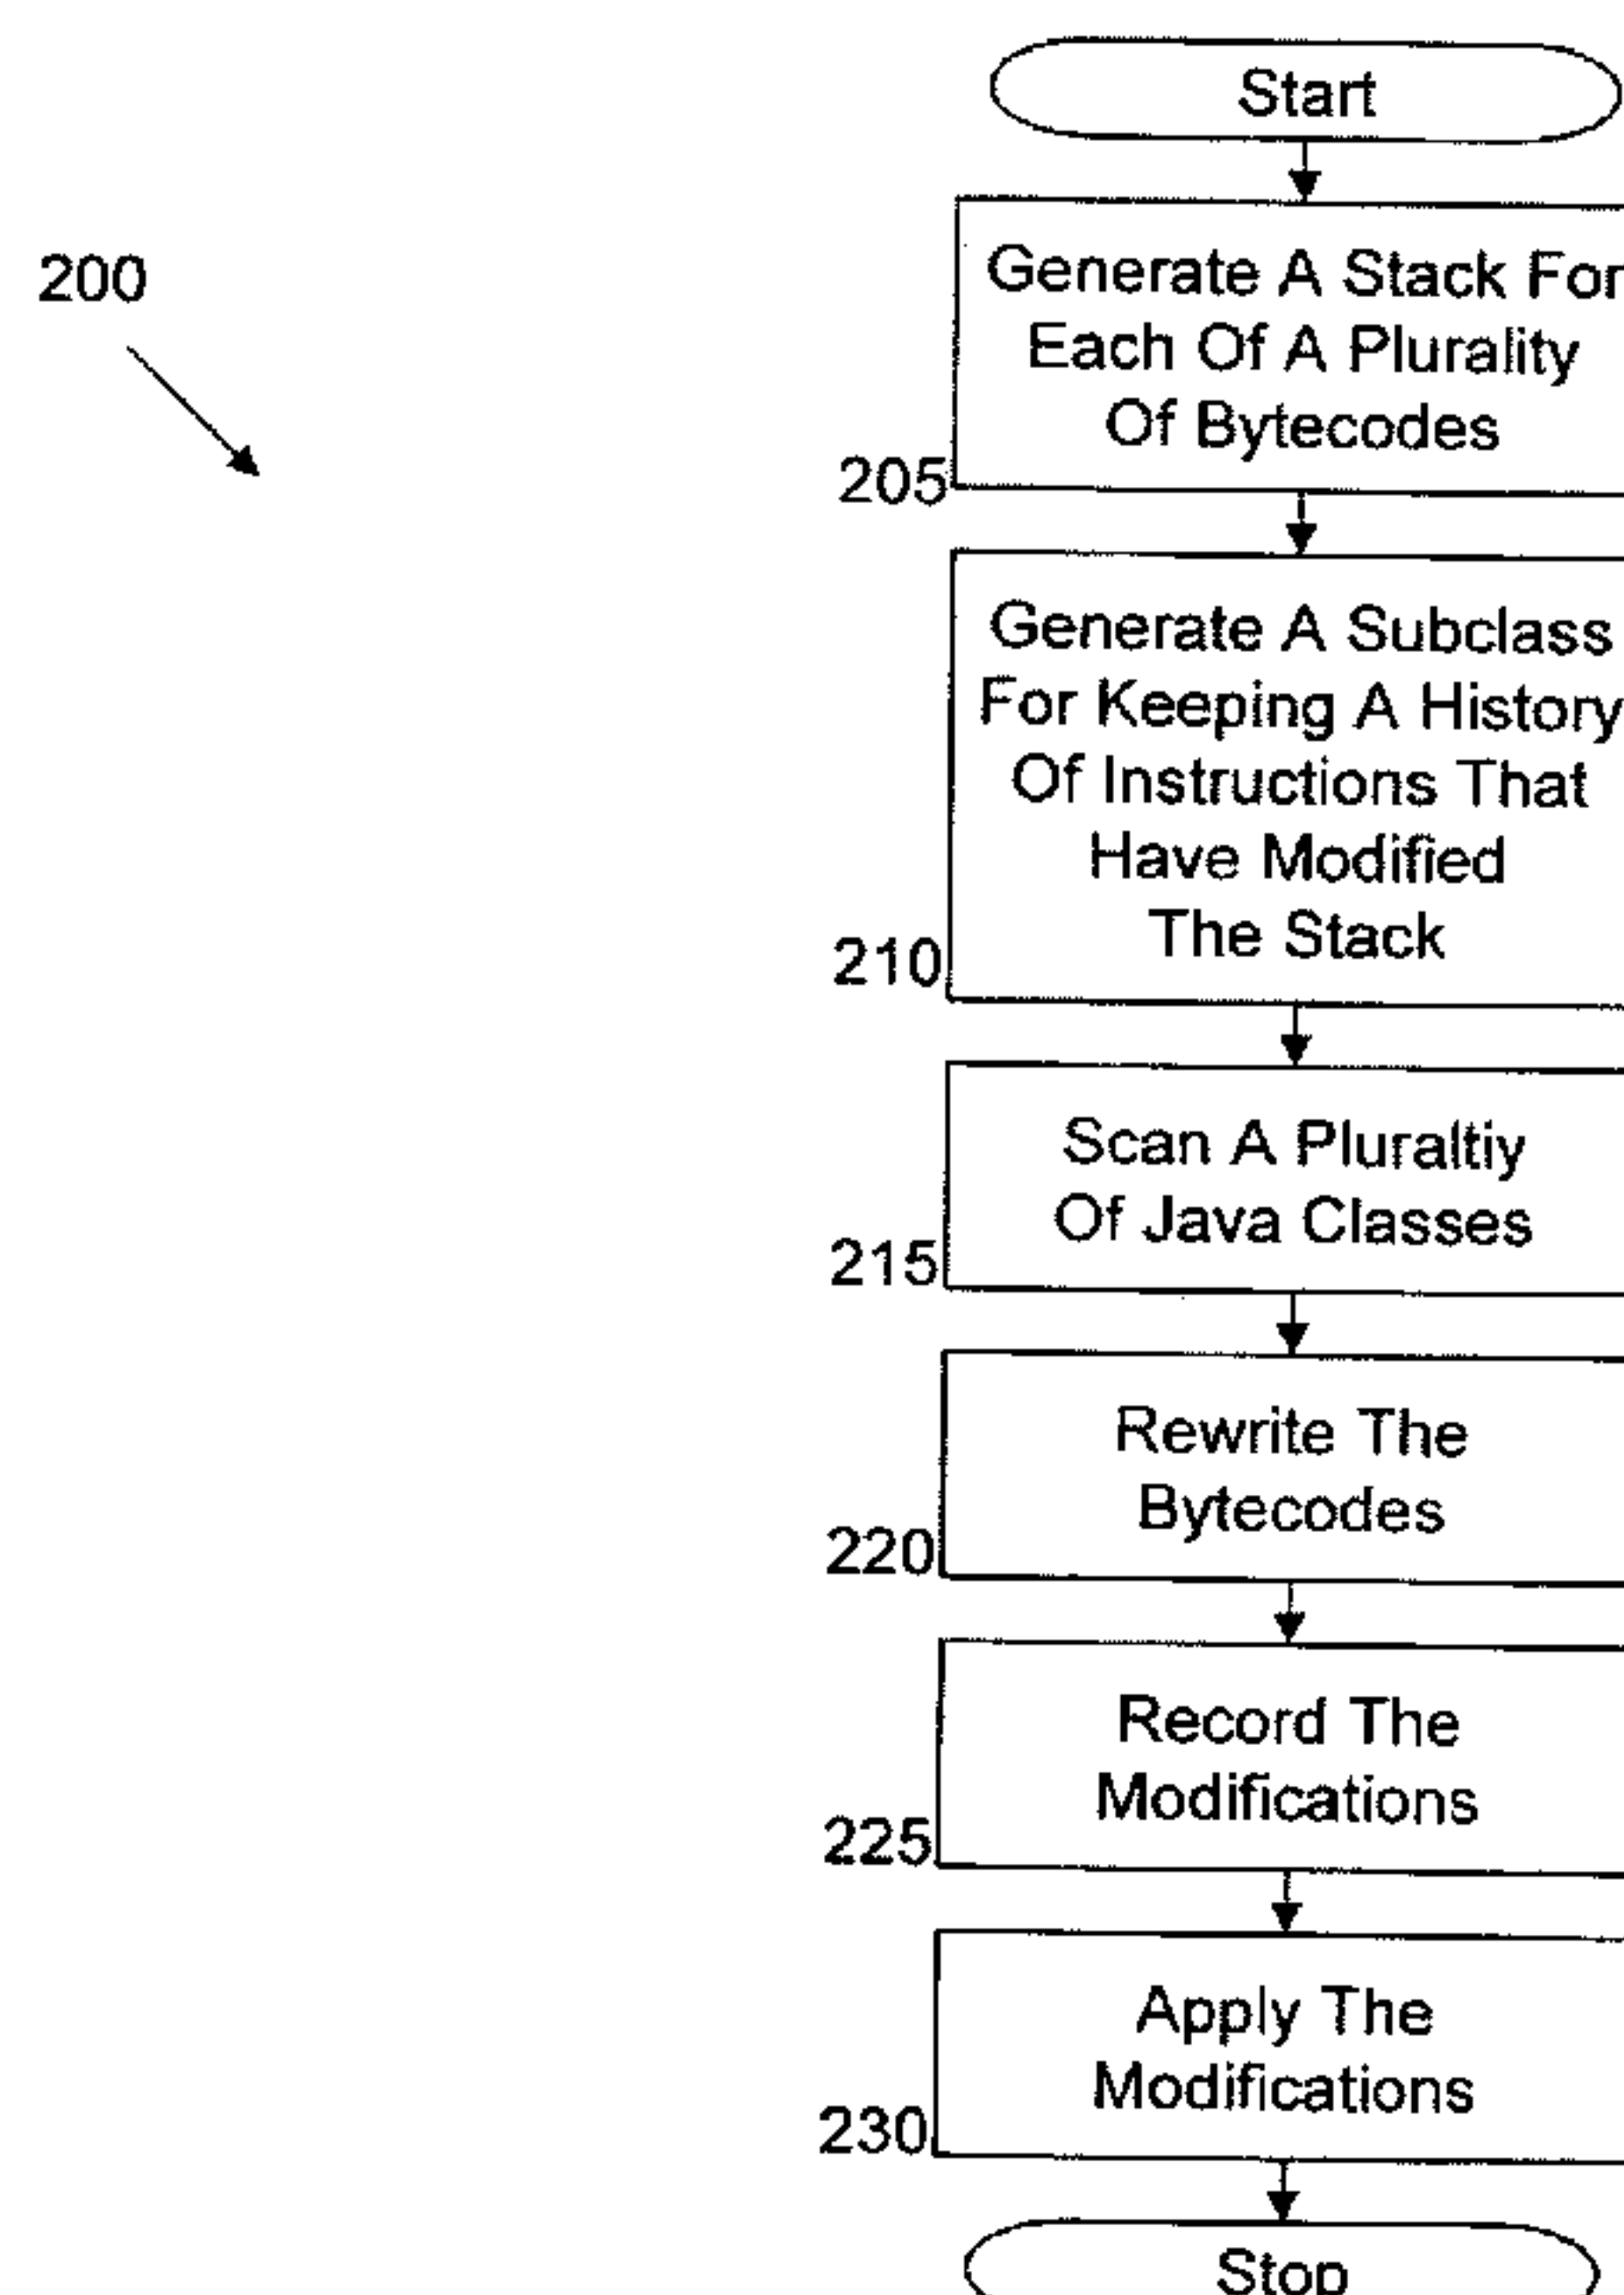 Start
200
Generate A Stack For
Each Of A Plurality
Of Bytecodes
205
Generate A Subclass
For Keeping A History
Of Instructions That
Have Modified
The Stack
210
Scan A Pluraltiy
Of Java Classes
215
Rewrite The
Bytecodes
220
Record The
Modifications
225
Apply The
Modifications
230
Stop